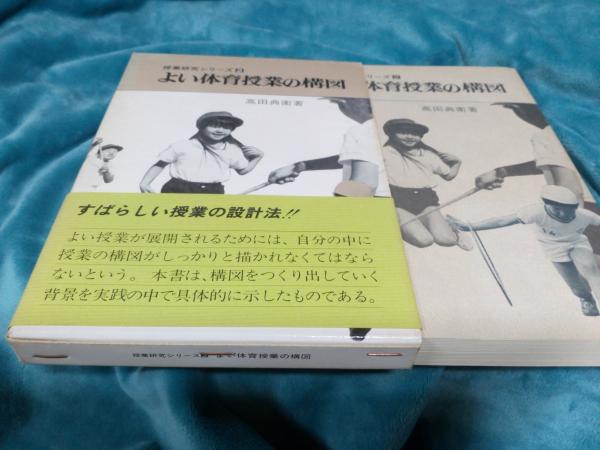 授業研究シリーズ2
よい体育授業の構図
高田典衛著
すばらしい授業の設計法!!
よい授業が展開されるためには、自分の中に
授業の構図がしっかりと描かれなくてはなら
ないという。本書は、構図をつくり出していく
背景を実践の中で具体的に示したものである。
授業研究シリーズ2 よい体育授業の構図
リーズ2
体育授業の構図
高田典衛著